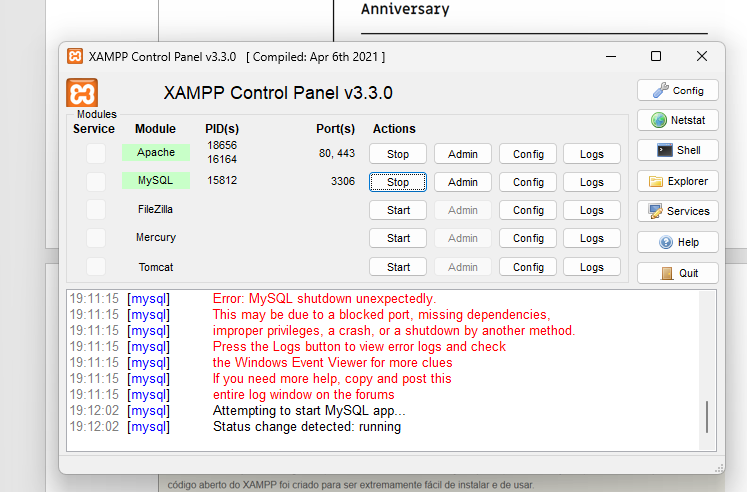 Anniversary
XAMPP Control Panel v3.3.0 [ Compiled: Apr 6th 2021 ]
XAMPP Control Panel v3.3.0
Config
Modules
Service Module PID(s) Port(s) Actions
Netstat
Apache 18656 16164 80, 443 Stop Admin Config Logs
Shell
MySQL 15812 3306 Stop Admin Config Logs
Explorer
FileZilla Start Admin Config Logs
Services
Mercury Start Admin Config Logs
Help
Tomcat Start Admin Config Logs
Quit
19:11:15 [mysql] Error: MySQL shutdown unexpectedly.
19:11:15 [mysql] This may be due to a blocked port, missing dependencies,
19:11:15 [mysql] improper privileges, a crash, or a shutdown by another method.
19:11:15 [mysql] Press the Logs button to view error logs and check
19:11:15 [mysql] the Windows Event Viewer for more clues
19:11:15 [mysql] If you need more help, copy and post this
19:11:15 [mysql] entire log window on the forums
19:12:02 [mysql] Attempting to start MySQL app...
19:12:02 [mysql] Status change detected: running
código aberto do XAMPP foi criado para ser extremamente fácil de instalar e de usar.